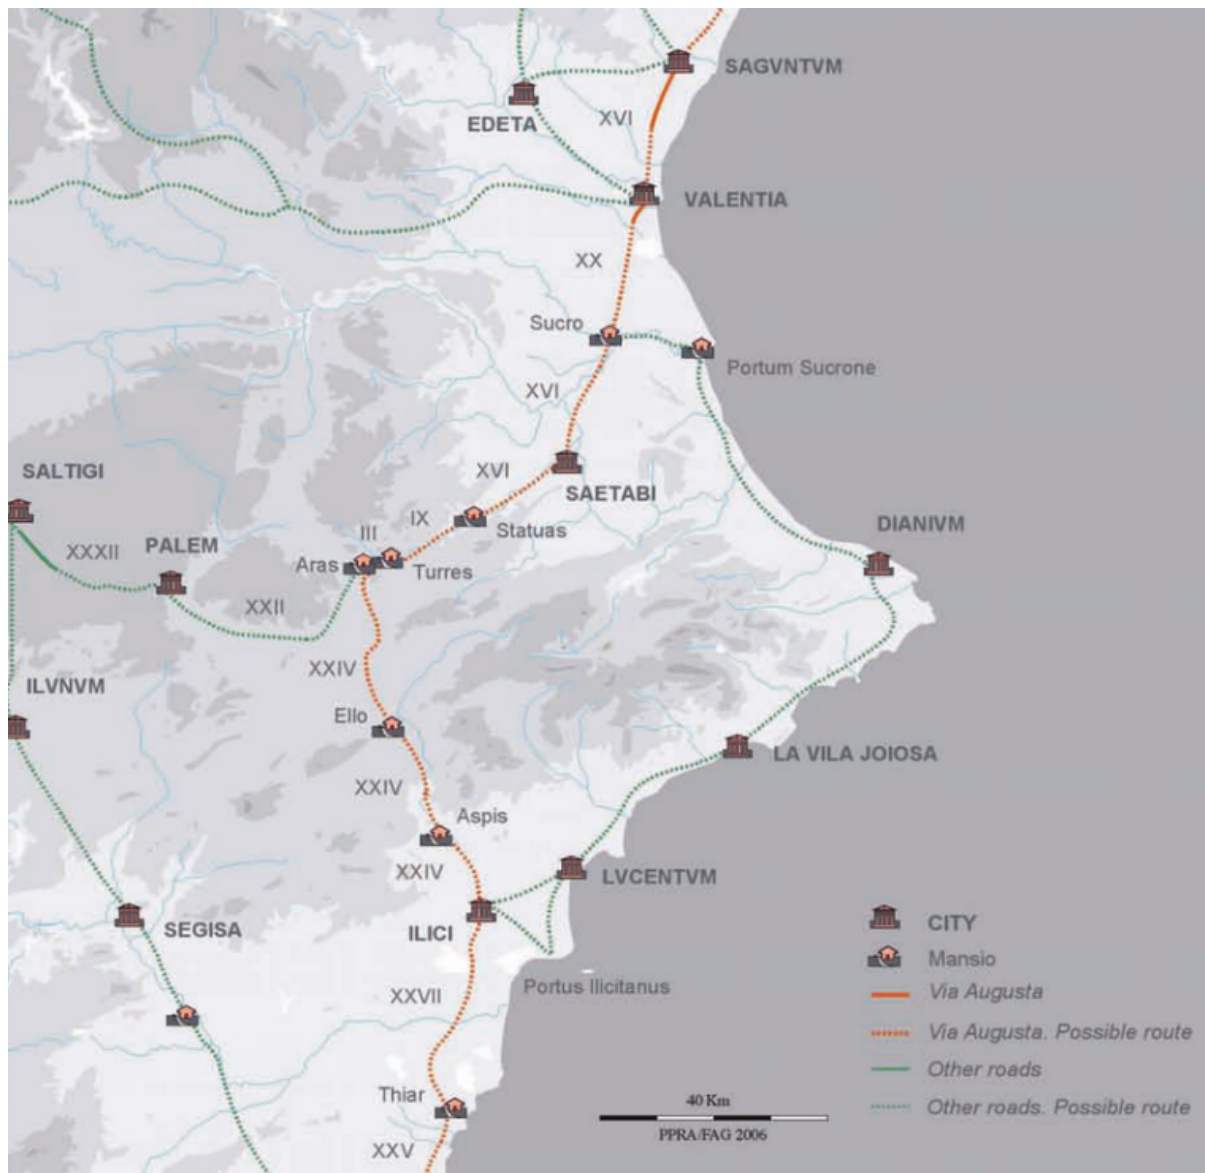 SAGVNTVM
EDETA
XVI
VALENTIA
XX
Sucro
Portum Sucrone
XVI
SALTIGI
XVI
SAETABI
IX
Statuas
III
DIANIVM
XXXII
PALEM
Aras
Turres
XXII
XXIV
ILVNVM
Ello
LA VILA JOIOSA
XXIV
Aspis
XXIV
LVCENTVM
SEGISA
ILICI
CITY
Mansio
Portus Ilicitanus
XXVII
Via Augusta
Via Augusta. Possible route
Other roads
Thiar
40 Km
Other roads. Possible route
PPRA/FAG 2006
XXV